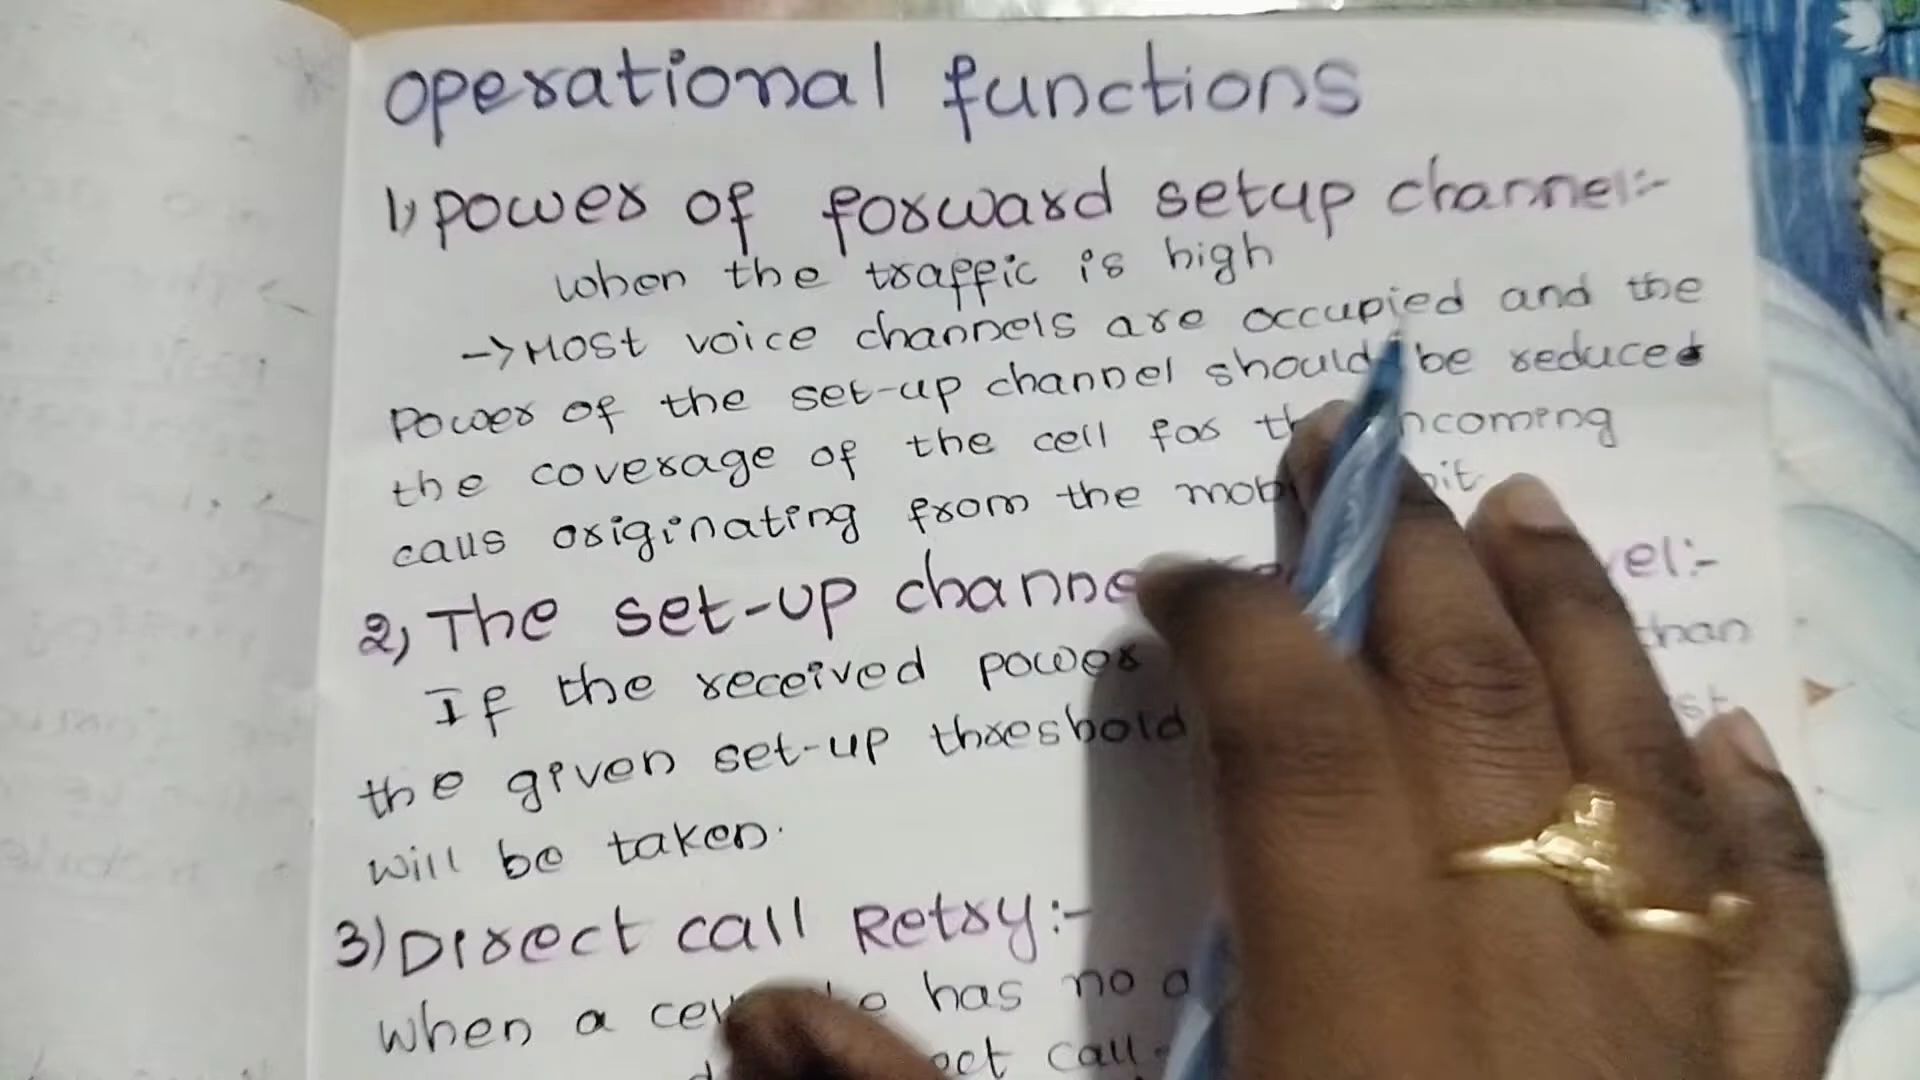 operational functions
1) power of forward setup channel:-
when the traffic is high
-> Most voice channels are occupied and the
power of the set-up channel should be reduced
the coverage of the cell for incoming
calls originating from the
2) The set-up channel
If the received power than
the given set-up threshold
will be taken.
3) Direct call Retry:-
when a has no
call